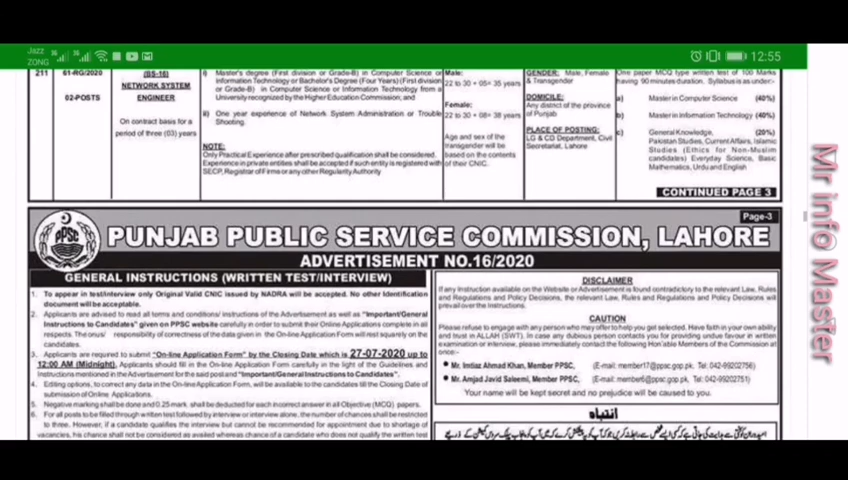 Jazz
ZONG
12:55
211
61-RG/2020
02-POSTS
(BS-16)
NETWORK SYSTEM
ENGINEER
On contract basis for a
period of three (03) years
i) Master's degree (First division or Grade-B) in Computer Science or
Information Technology or Bachelor's Degree (Four Years) (First division
or Grade-B) in Computer Science or Information Technology from a
University recognized by the Higher Education Commission; and
ii) One year experience of Network System Administration or Trouble
Shooting.
NOTE:
Only Practical Experience after prescribed qualification shall be considered.
Experience in private entities shall be accepted if such entity is registered with
SECP, Registrar of Firms or any other Regularity Authority
Male:
22 to 30 + 05= 35 years
Female:
22 to 30 + 08= 38 years
Age and sex of the
transgender will be
based on the contents
of their CNIC.
GENDER: Male, Female
& Transgender
DOMICILE:
Any district of the province
of Punjab
PLACE OF POSTING:
LG & CD Department, Civil
Secretariat, Lahore
One paper MCQ type written test of 100 Marks
having 90 minutes duration. Syllabus is as under:-
a) Master in Computer Science (40%)
b) Master in Information Technology (40%)
c) General Knowledge, (20%)
Pakistan Studies, Current Affairs, Islamic
Studies (Ethics for Non-Muslim
candidates) Everyday Science, Basic
Mathematics, Urdu and English
CONTINUED PAGE 3
Page-3
PPSC
PUNJAB PUBLIC SERVICE COMMISSION, LAHORE
ADVERTISEMENT NO.16/2020
GENERAL INSTRUCTIONS (WRITTEN TEST/INTERVIEW)
1. To appear in test/interview only Original Valid CNIC issued by NADRA will be accepted. No other Identification
document will be acceptable.
2. Applicants are advised to read all terms and conditions/ instructions of the Advertisement as well as "Important/General
Instructions to Candidates" given on PPSC website carefully in order to submit their Online Applications complete in all
respects. The onus/ responsibility of correctness of the data given in the OnLine Application Form will rest squarely on the
candidates.
3. Applicants are required to submit "On-line Application Form" by the Closing Date which is 27-07-2020 up to
12:00 AM (Midnight). Applicants should fill in the On-line Application Form carefully in the light of the Guidelines and
Instructions mentioned in the Advertisement for the said post and "Important/General Instructions to Candidates".
4. Editing options, to correct any data in the On-line Application Form, will be available to the candidates till the Closing Date of
submission of Online Applications.
5. Negative marking shall be done and 0.25 mark, shall be deducted for each incorrect answer in all Objective (MCQ) papers.
6. For all posts to be filled through written test followed by interview or interview alone, the number of chances shall be restricted
to three. However, if a candidate qualifies the interview but cannot be recommended for appointment due to shortage of
vacancies, his chance shall not be considered as availed whereas chance of a candidate who does not qualify the written test
DISCLAIMER
If any Instruction available on the Website or Advertisement is found contradictory to the relevant Law, Rules
and Regulations and Policy Decisions, the relevant Law, Rules and Regulations and Policy Decisions will
prevail over the Instructions.
CAUTION
Please refuse to engage with any person who may offer to help you get selected. Have faith in your own ability
and trust in ALLAH (SWT). In case any dubious person contacts you for providing undue favour in written
examination or interview, please immediately contact the following Hon'able Members of the Commission at
once:-
Mr. Imtiaz Ahmad Khan, Member PPSC, (E-mail: member17@ppsc.gop.pk, Tel: 042-99202756)
Mr. Amjad Javid Saleemi, Member PPSC, (E-mail: member6@ppsc.gop.pk, Tel: 042-99202751)
Your name will be kept secret and no prejudice will be caused to you.
انتباہ
Mr info Master